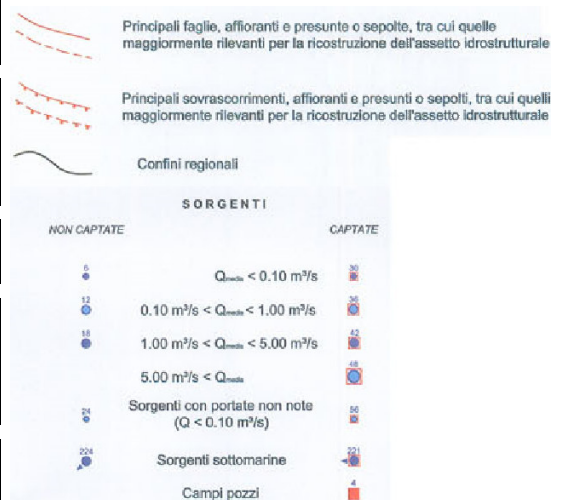 Principali faglie, affioranti e presunte o sepolte, tra cui quelle
maggiormente rilevanti per la ricostruzione dell'assetto idrostrutturale
Principali sovrascorrimenti, affioranti e presunti o sepolti, tra cui quelli
maggiormente rilevanti per la ricostruzione dell'assetto idrostrutturale
Confini regionali
SORGENTI
NON CAPTATE CAPTATE
6 Qmedia < 0.10 m³/s 30
12 0.10 m³/s < Qmedia < 1.00 m³/s 36
18 1.00 m³/s < Qmedia < 5.00 m³/s 42
5.00 m³/s < Qmedia 48
24 Sorgenti con portate non note 56
(Q < 0.10 m³/s)
224 Sorgenti sottomarine 221
Campi pozzi 4